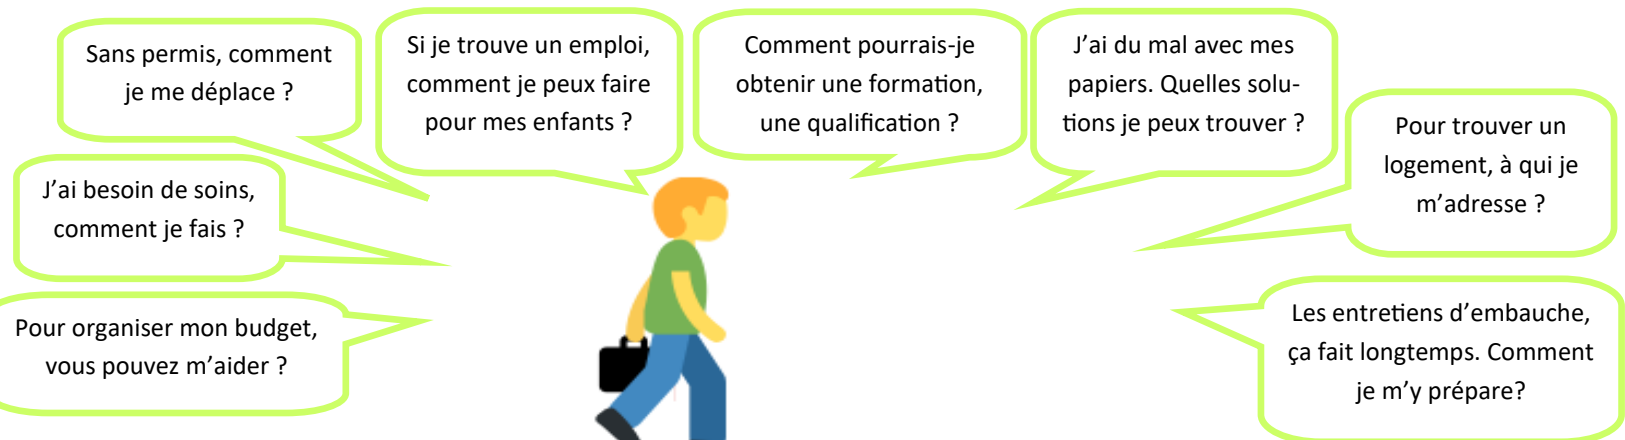 Sans permis, comment
je me déplace ?
Si je trouve un emploi,
comment je peux faire
pour mes enfants ?
Comment pourrais-je
obtenir une formation,
une qualification ?
J’ai du mal avec mes
papiers. Quelles solu-
tions je peux trouver ?
Pour trouver un
logement, à qui je
m’adresse ?
J’ai besoin de soins,
comment je fais ?
Pour organiser mon budget,
vous pouvez m’aider ?
Les entretiens d’embauche,
ça fait longtemps. Comment
je m’y prépare?